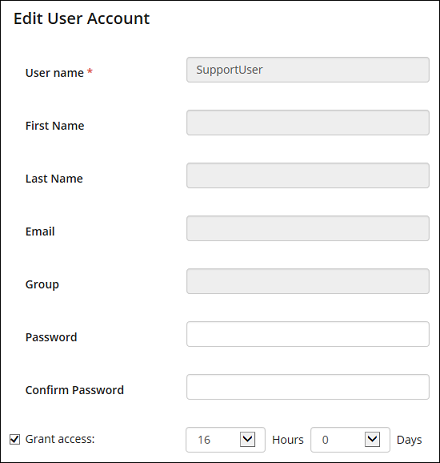 Edit User Account
User name * SupportUser
First Name
Last Name
Email
Group
Password
Confirm Password
Grant access: 16 Hours 0 Days